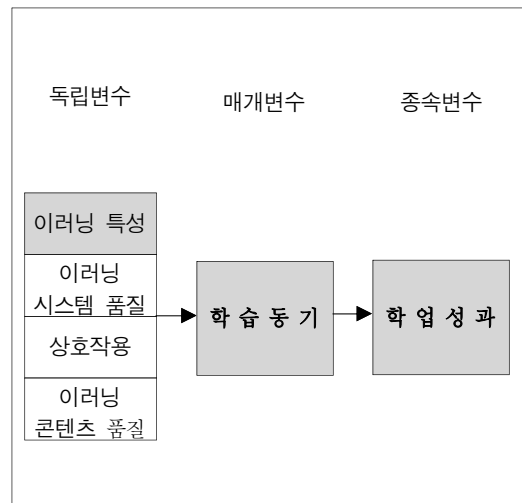 독립변수 매개변수 종속변수
이러닝 특성
이러닝
시스템 품질
상호작용
이러닝
콘텐츠 품질
학 습 동 기
학 업 성 과